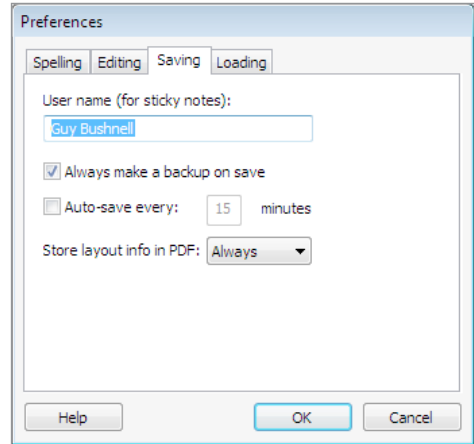 Preferences
Spelling Editing Saving Loading
User name (for sticky notes):
Guy Bushnell
Always make a backup on save
Auto-save every: 15 minutes
Store layout info in PDF: Always
Help OK Cancel